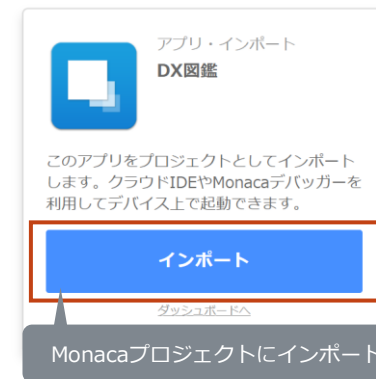 アプリ・インポート
DX図鑑
このアプリをプロジェクトとしてインポート
します。クラウドIDEやMonacaデバッガーを
利用してデバイス上で起動できます。
インポート
ダッシュボードへ
Monacaプロジェクトにインポート